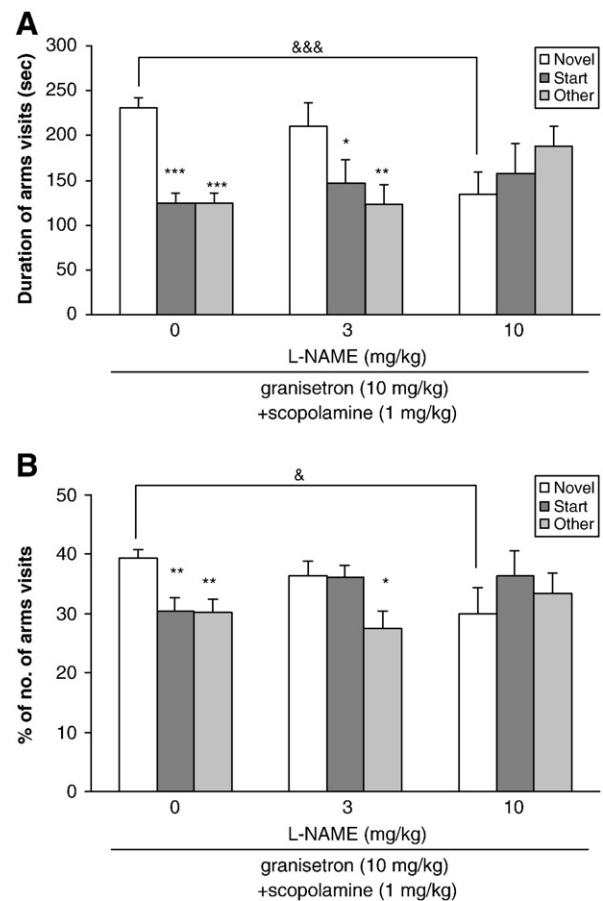 A
&&&
Novel
Start
Other
Duration of arms visits (sec)
300
250
200
150
100
50
0
***
***
*
**
0
3
10
L-NAME (mg/kg)
granisetron (10 mg/kg)
+scopolamine (1 mg/kg)
B
&
Novel
Start
Other
% of no. of arms visits
50
40
30
20
10
0
**
**
*
0
3
10
L-NAME (mg/kg)
granisetron (10 mg/kg)
+scopolamine (1 mg/kg)